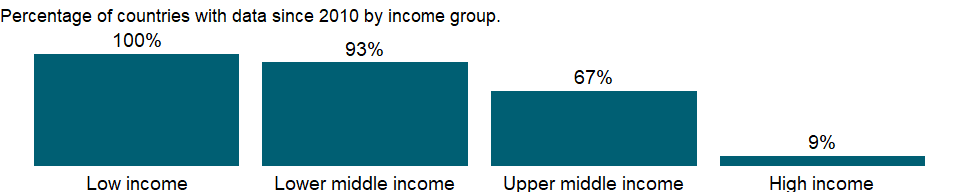 Percentage of countries with data since 2010 by income group.
100%
93%
67%
9%
Low income
Lower middle income
Upper middle income
High income